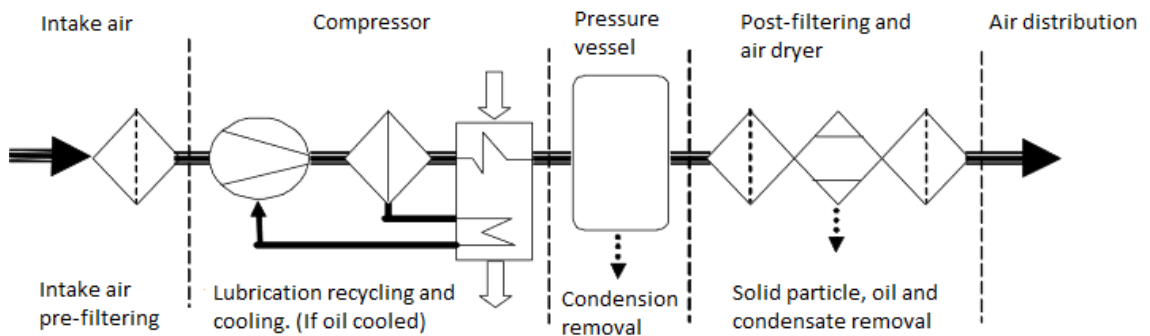 Intake air
Compressor
Pressure
vessel
Post-filtering and
air dryer
Air distribution
Intake air
pre-filtering
Lubrication recycling and
cooling. (If oil cooled)
Condension
removal
Solid particle, oil and
condensate removal